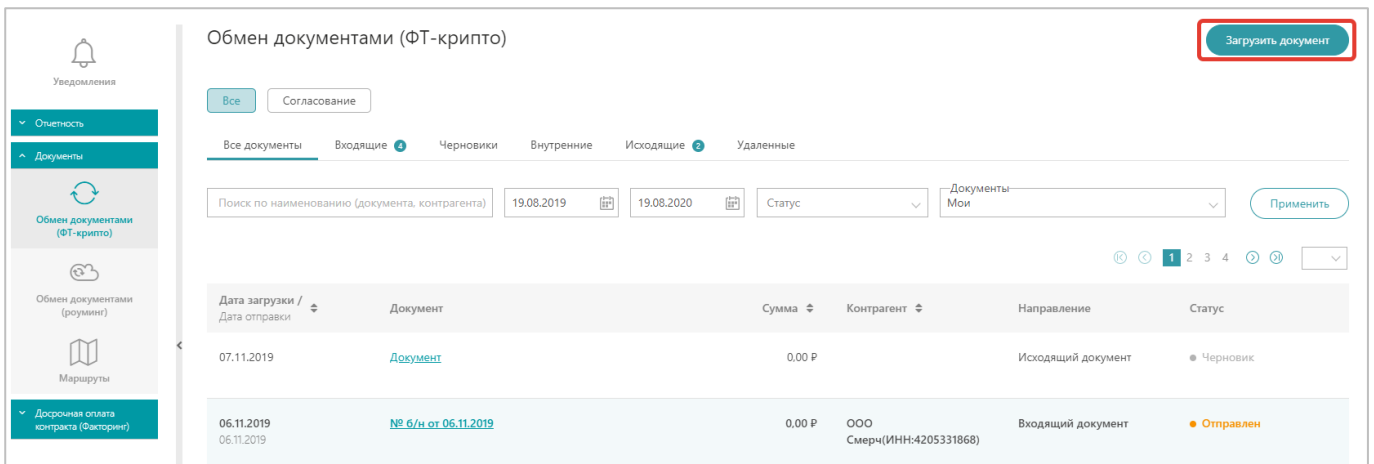 Уведомления
Отчетность
Документы
Обмен документами
(ФТ-крипто)
Обмен документами
(роуминг)
Маршруты
Досрочная оплата
контракта (Факторинг)
Обмен документами (ФТ-крипто)
Загрузить документ
Все Согласование
Все документы Входящие 4 Черновики Внутренние Исходящие 2 Удаленные
Документы
Поиск по наименованию (документа, контрагента) 19.08.2019 19.08.2020 Статус Мои Применить
1 2 3 4
Дата загрузки / Документ Сумма Контрагент Направление Статус
Дата отправки
07.11.2019 Документ 0,00 ₽ Исходящий документ Черновик
06.11.2019 № б/н от 06.11.2019 0,00 ₽ ООО Входящий документ Отправлен
06.11.2019 Смерч(ИНН:4205331868)